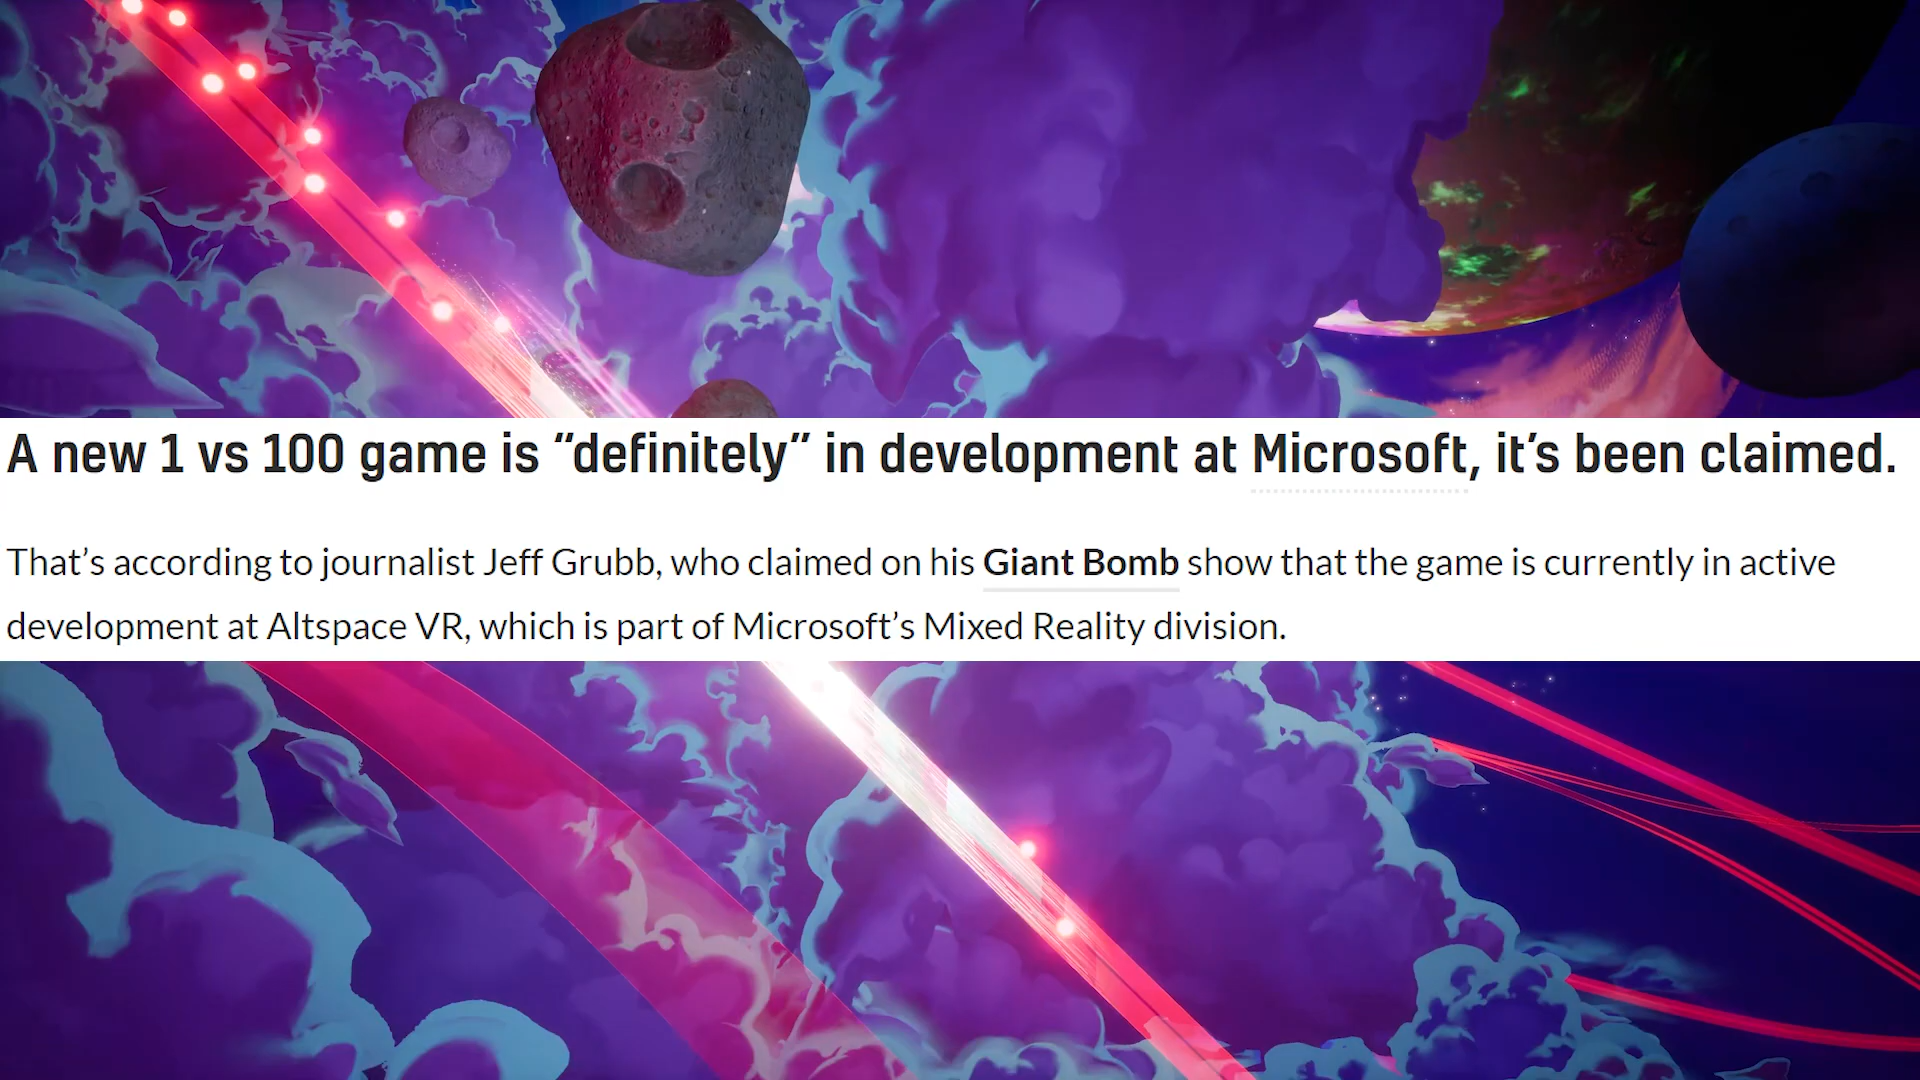 A new 1 vs 100 game is “definitely” in development at Microsoft, it’s been claimed.
That’s according to journalist Jeff Grubb, who claimed on his Giant Bomb show that the game is currently in active
development at Altspace VR, which is part of Microsoft’s Mixed Reality division.